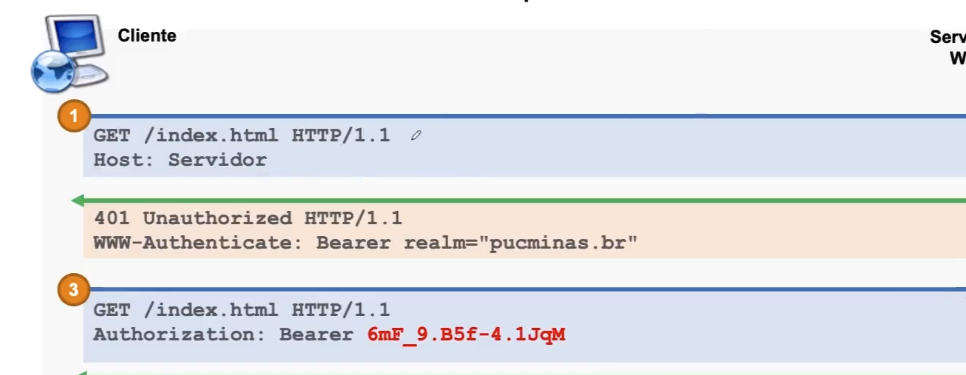 Cliente
1
GET /index.html HTTP/1.1
Host: Servidor
401 Unauthorized HTTP/1.1
WWW-Authenticate: Bearer realm="pucminas.br"
3
GET /index.html HTTP/1.1
Authorization: Bearer 6mF_9.B5f-4.1JqM